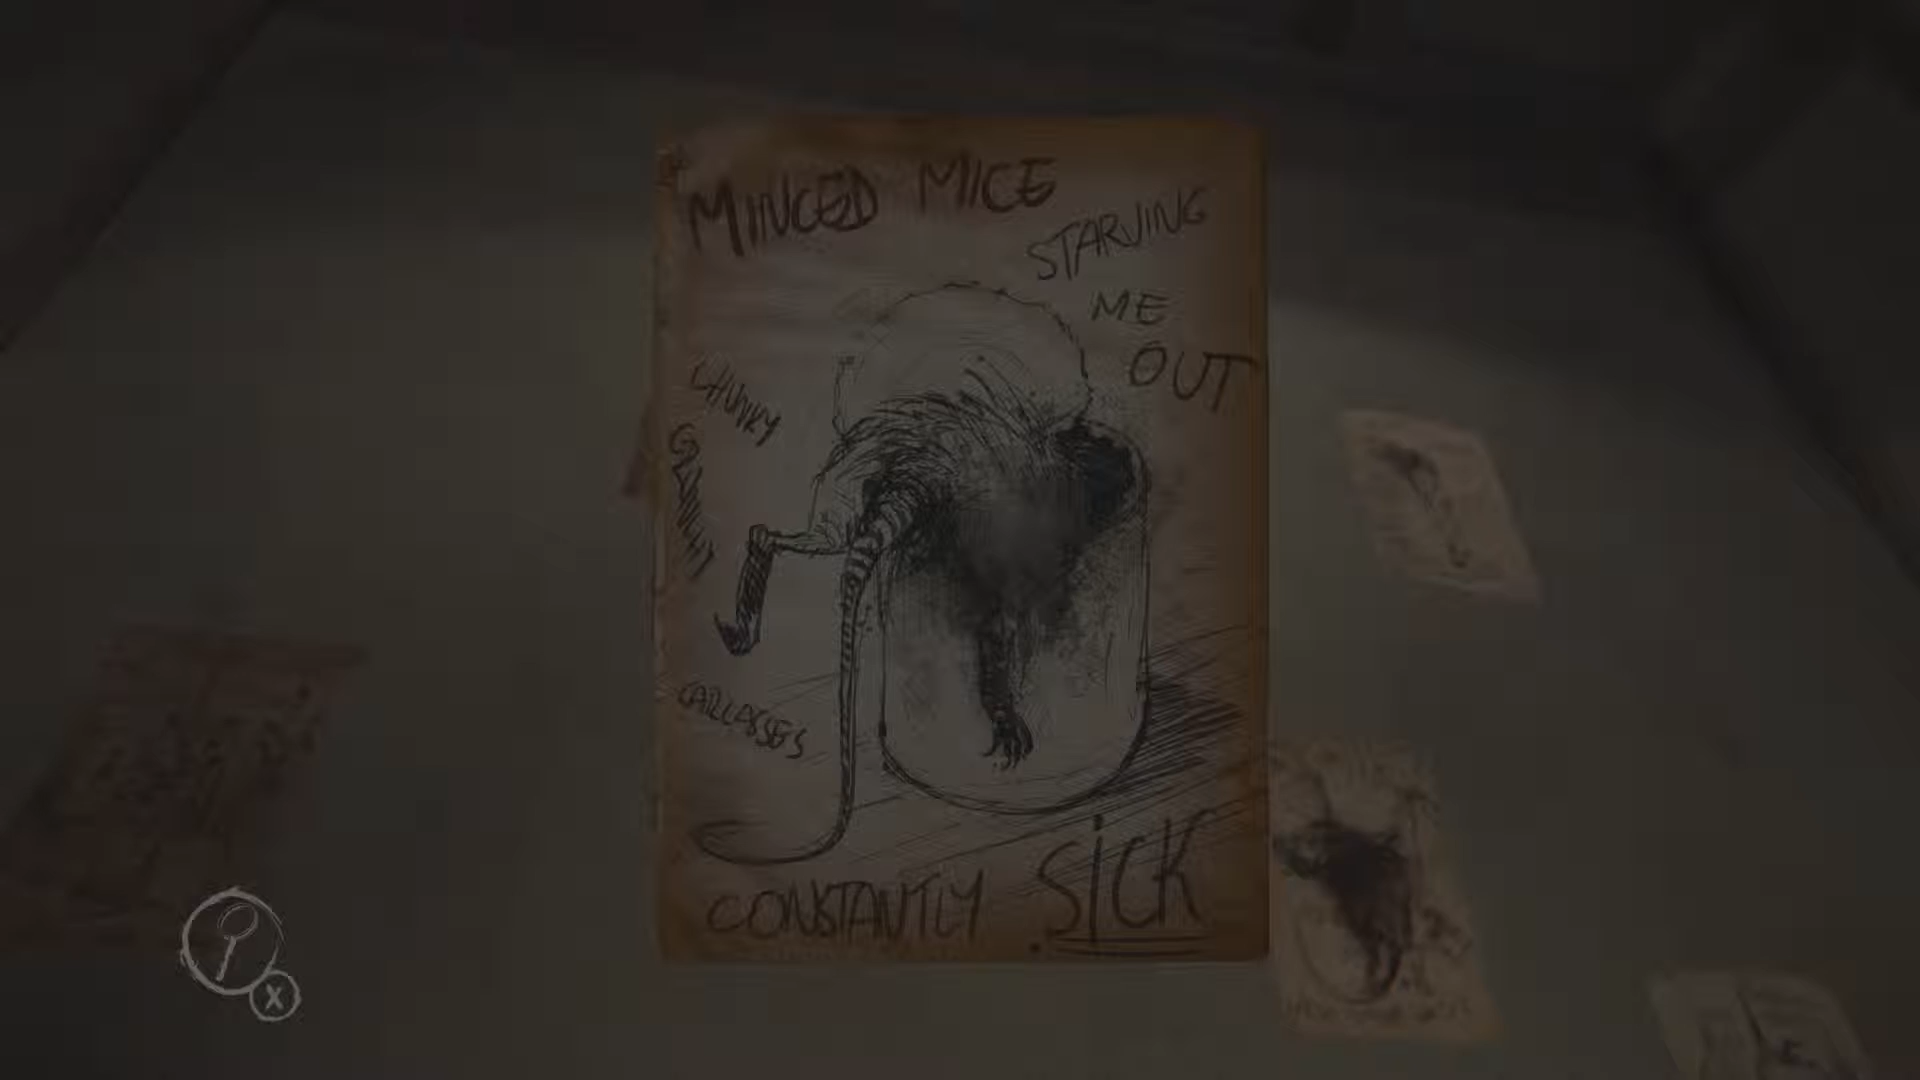 MINCED MICE
STARVING
ME
OUT
CHUNKY
CARCASSES
CONSTANTLY SICK
X